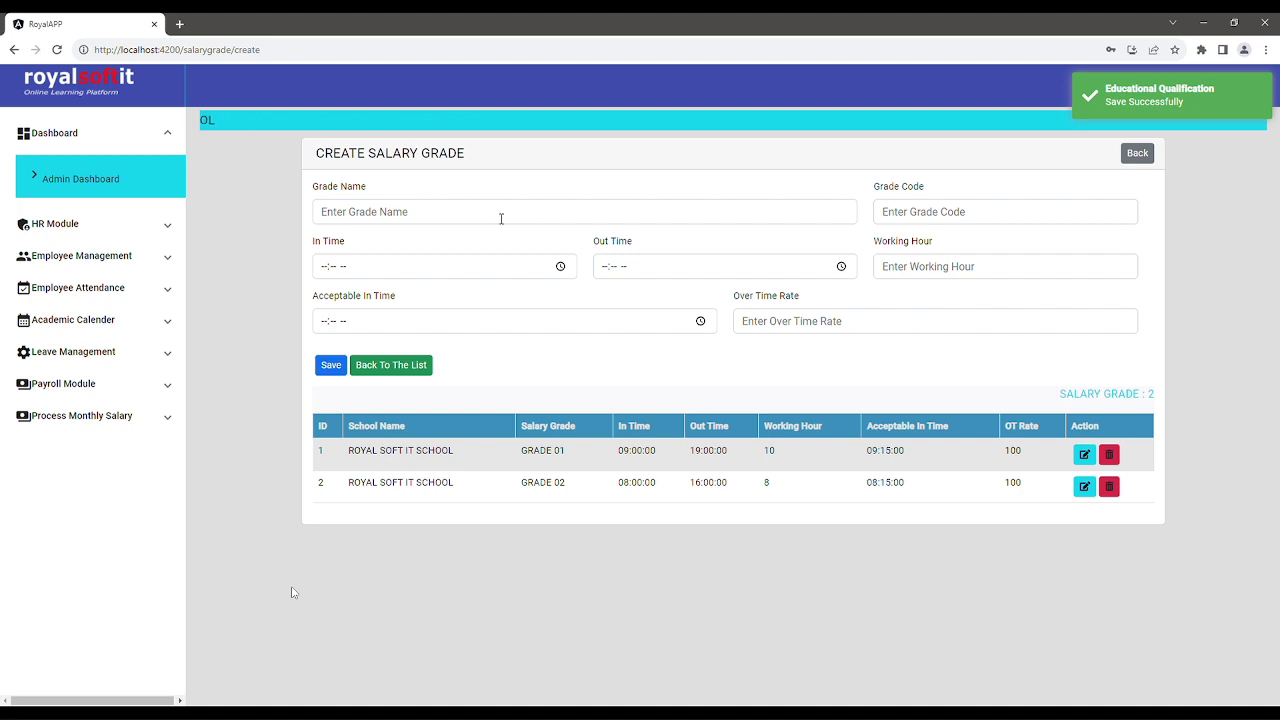 RoyalAPP
http://localhost:4200/salarygrade/create
royalsoftit
Online Learning Platform
Educational Qualification
Save Successfully
OL
Dashboard
Admin Dashboard
HR Module
Employee Management
Employee Attendance
Academic Calender
Leave Management
Payroll Module
Process Monthly Salary
CREATE SALARY GRADE
Back
Grade Name
Grade Code
Enter Grade Name
Enter Grade Code
In Time
Out Time
Working Hour
--:-- --
--:-- --
Enter Working Hour
Acceptable In Time
Over Time Rate
--:-- --
Enter Over Time Rate
Save
Back To The List
SALARY GRADE : 2
ID School Name Salary Grade In Time Out Time Working Hour Acceptable In Time OT Rate Action
1 ROYAL SOFT IT SCHOOL GRADE 01 09:00:00 19:00:00 10 09:15:00 100
2 ROYAL SOFT IT SCHOOL GRADE 02 08:00:00 16:00:00 8 08:15:00 100